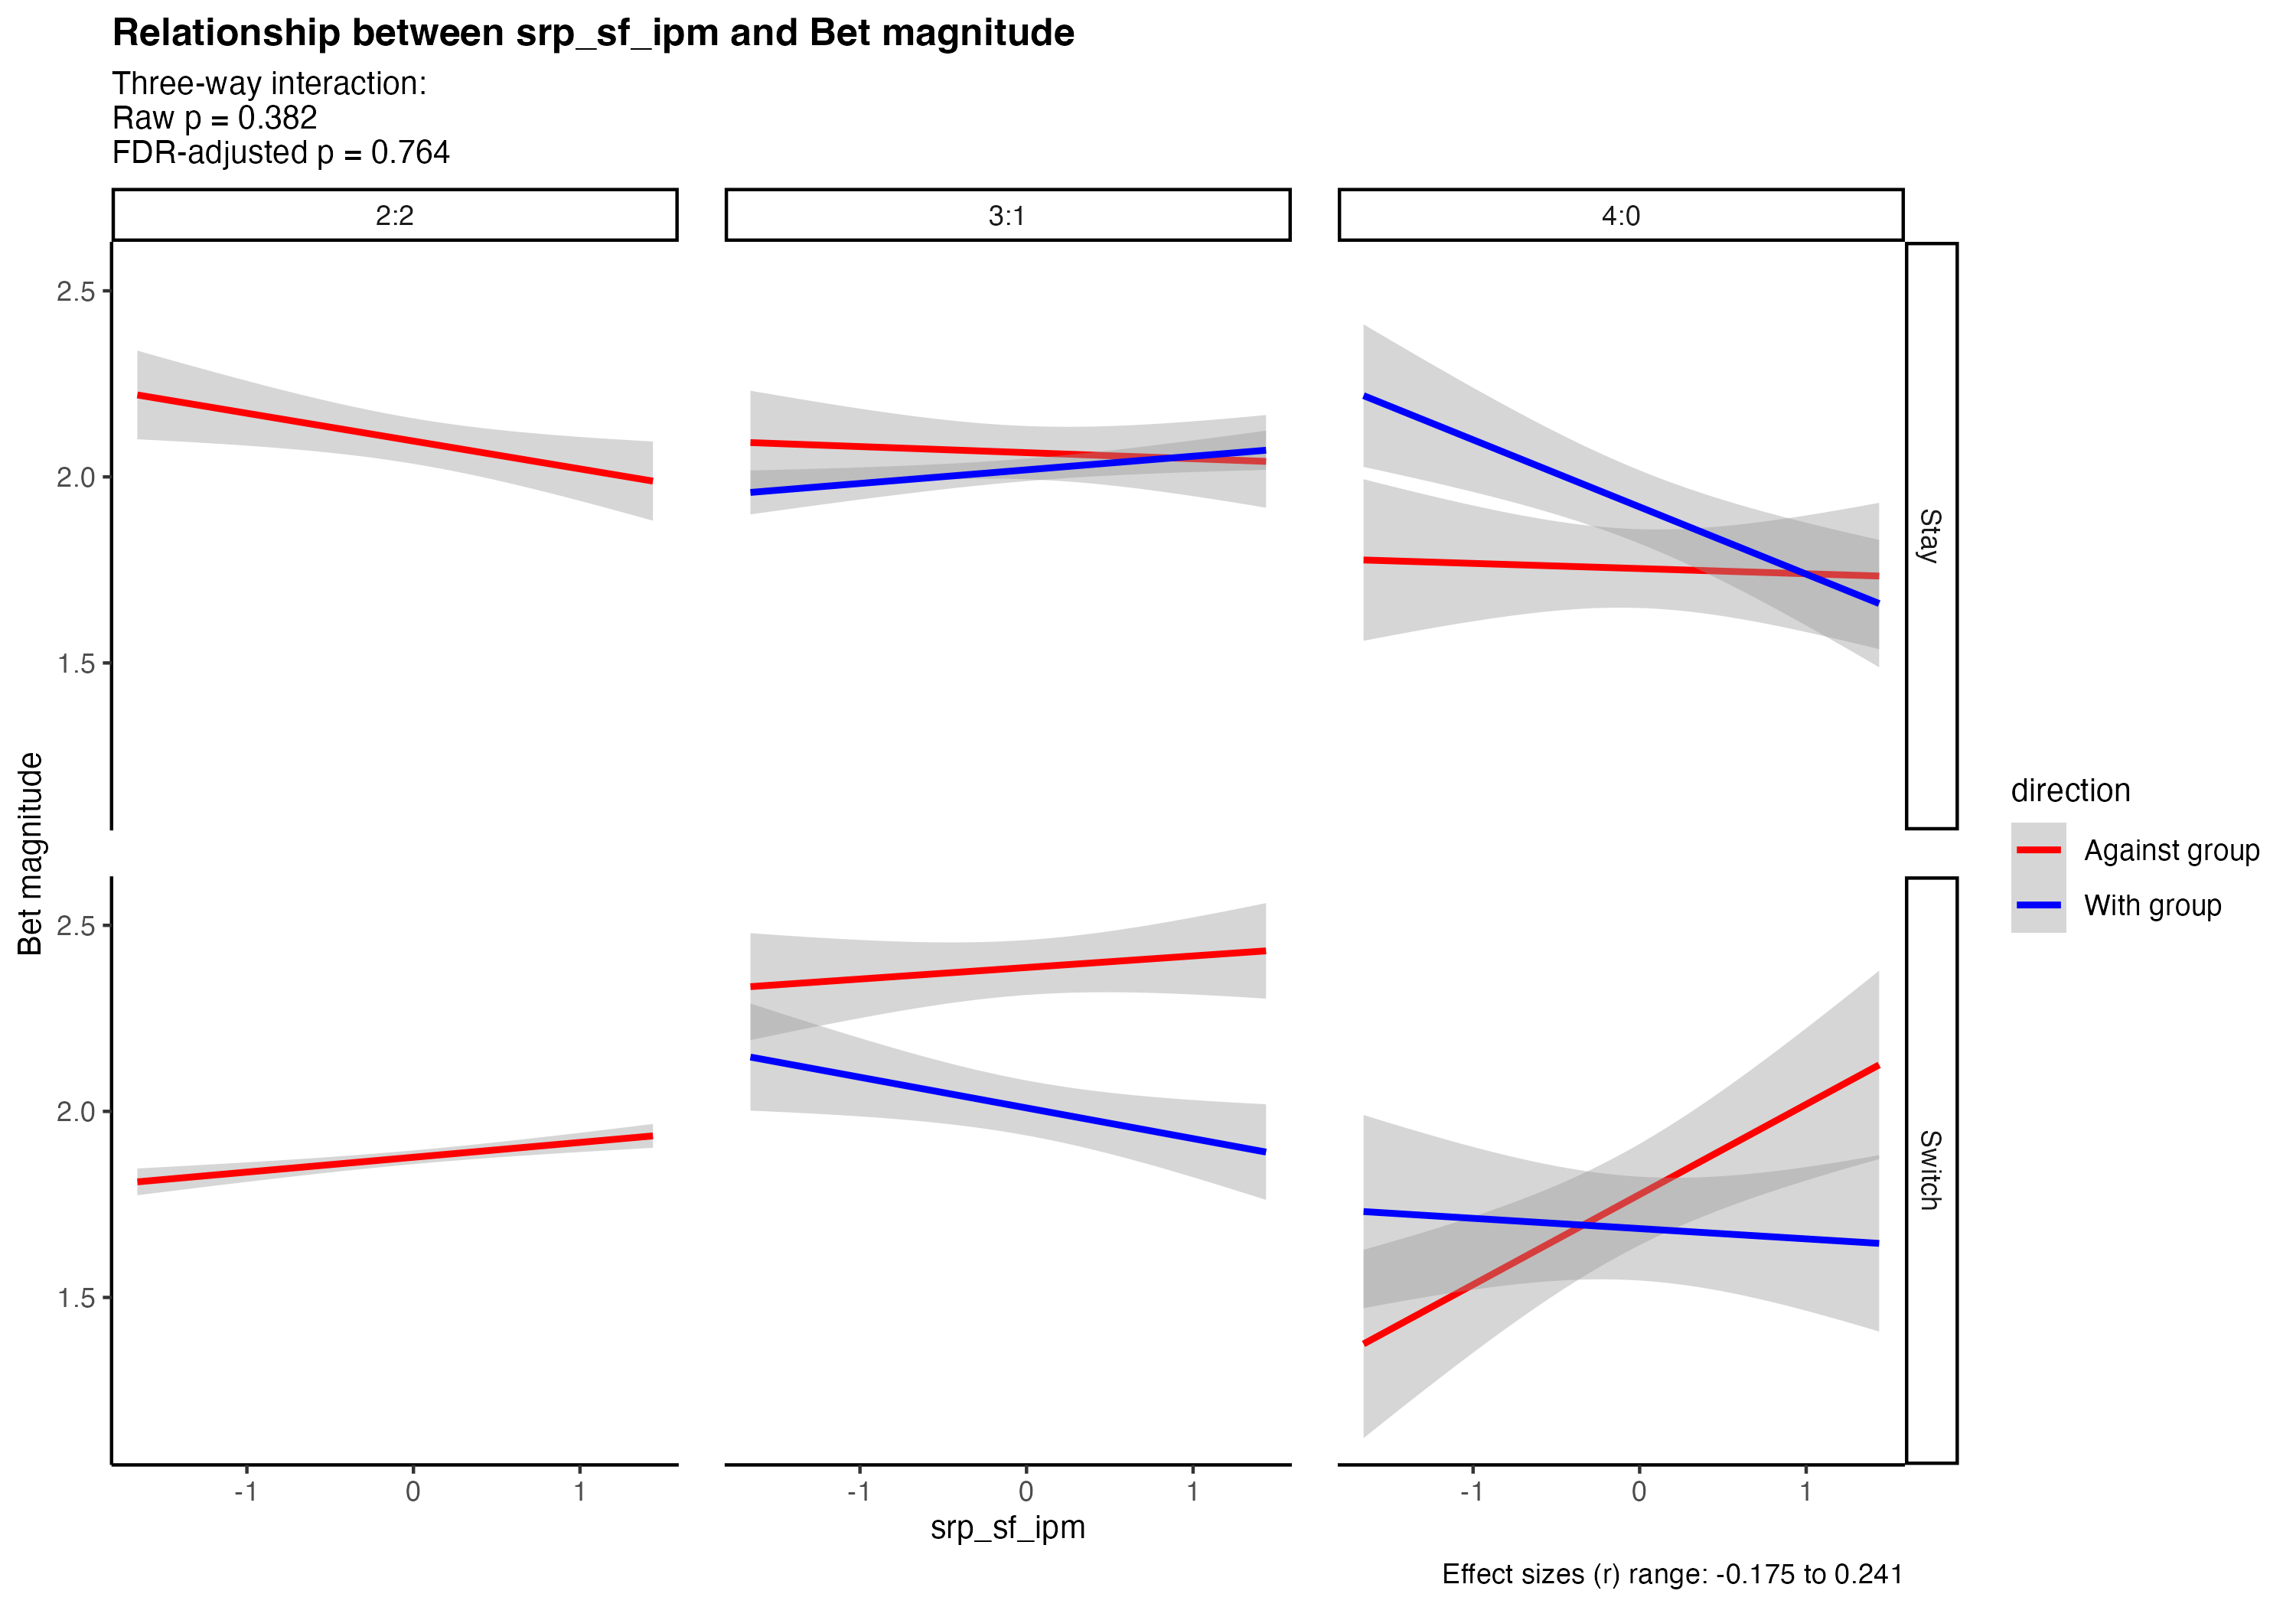 Relationship between srp_sf_ipm and Bet magnitude
Three-way interaction:
Raw p = 0.382
FDR-adjusted p = 0.764
2:2
3:1
4:0
2.5
2.0
1.5
Stay
Bet magnitude
2.5
2.0
1.5
Switch
direction
Against group
With group
-1
0
1
-1
0
1
-1
0
1
srp_sf_ipm
Effect sizes (r) range: -0.175 to 0.241